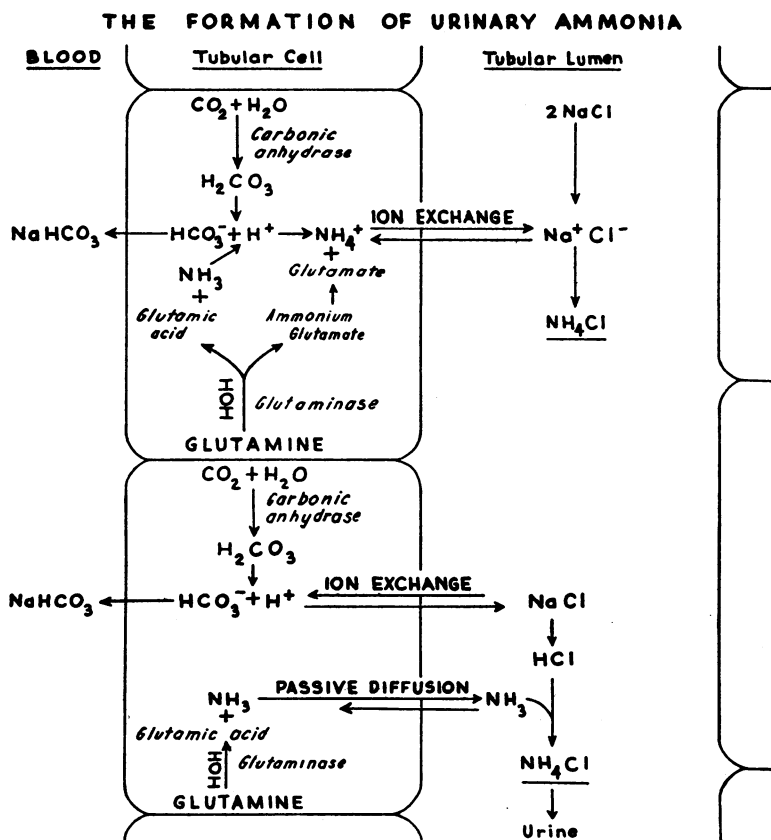 THE FORMATION OF URINARY AMMONIA
BLOOD Tubular Cell Tubular Lumen
CO₂ + H₂O 2NaCl
Carbonic
anhydrase
H₂CO₃
ION EXCHANGE
NaHCO₃ HCO₃⁻ + H⁺ NH₄⁺ Na⁺ Cl⁻
+
NH₃ Glutamate
+
Glutamic Ammonium NH₄Cl
acid Glutamate
HOH Glutaminase
GLUTAMINE
CO₂ + H₂O
Carbonic
anhydrase
H₂CO₃
ION EXCHANGE
NaHCO₃ HCO₃⁻ + H⁺ NaCl
HCl
PASSIVE DIFFUSION
NH₃ NH₃
+
Glutamic acid
HOH Glutaminase NH₄Cl
GLUTAMINE
Urine